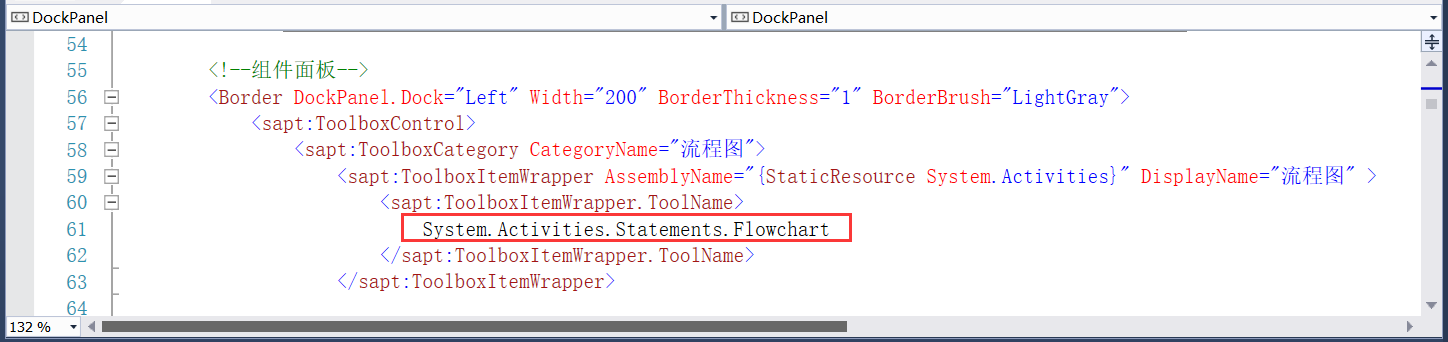 DockPanel DockPanel
54
55 <!--组件面板-->
56 <Border DockPanel.Dock="Left" Width="200" BorderThickness="1" BorderBrush="LightGray">
57 <sapt:ToolboxControl>
58 <sapt:ToolboxCategory CategoryName="流程图">
59 <sapt:ToolboxItemWrapper AssemblyName="{StaticResource System.Activities}" DisplayName="流程图" >
60 <sapt:ToolboxItemWrapper.ToolName>
61 System.Activities.Statements.Flowchart
62 </sapt:ToolboxItemWrapper.ToolName>
63 </sapt:ToolboxItemWrapper>
64
132 %